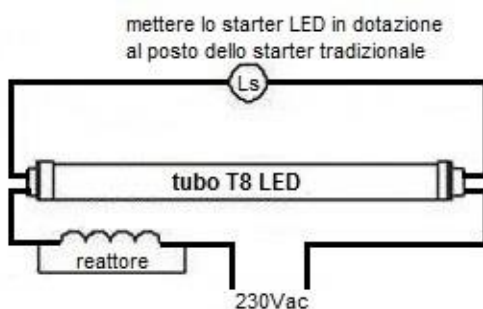 mettere lo starter LED in dotazione
al posto dello starter tradizionale
Ls
tubo T8 LED
reattore
230Vac